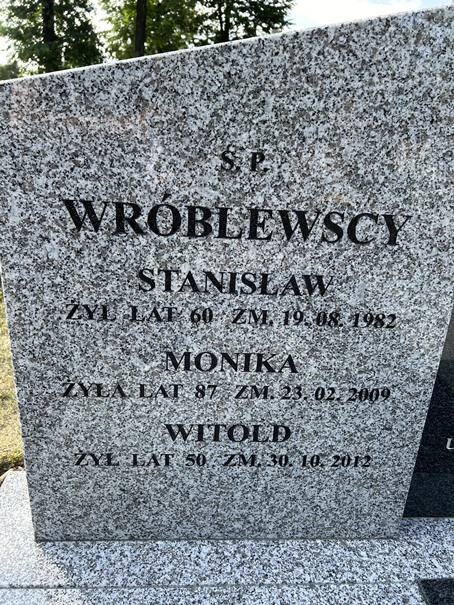 Ś. P.
WRÓBLEWSCY
STANISŁAW
ŻYŁ LAT 60 ZM. 19. 08. 1982
MONIKA
ŻYŁA LAT 87 ZM. 23. 02. 2009
WITOLD
ŻYŁ LAT 50 ZM. 30. 10. 2012